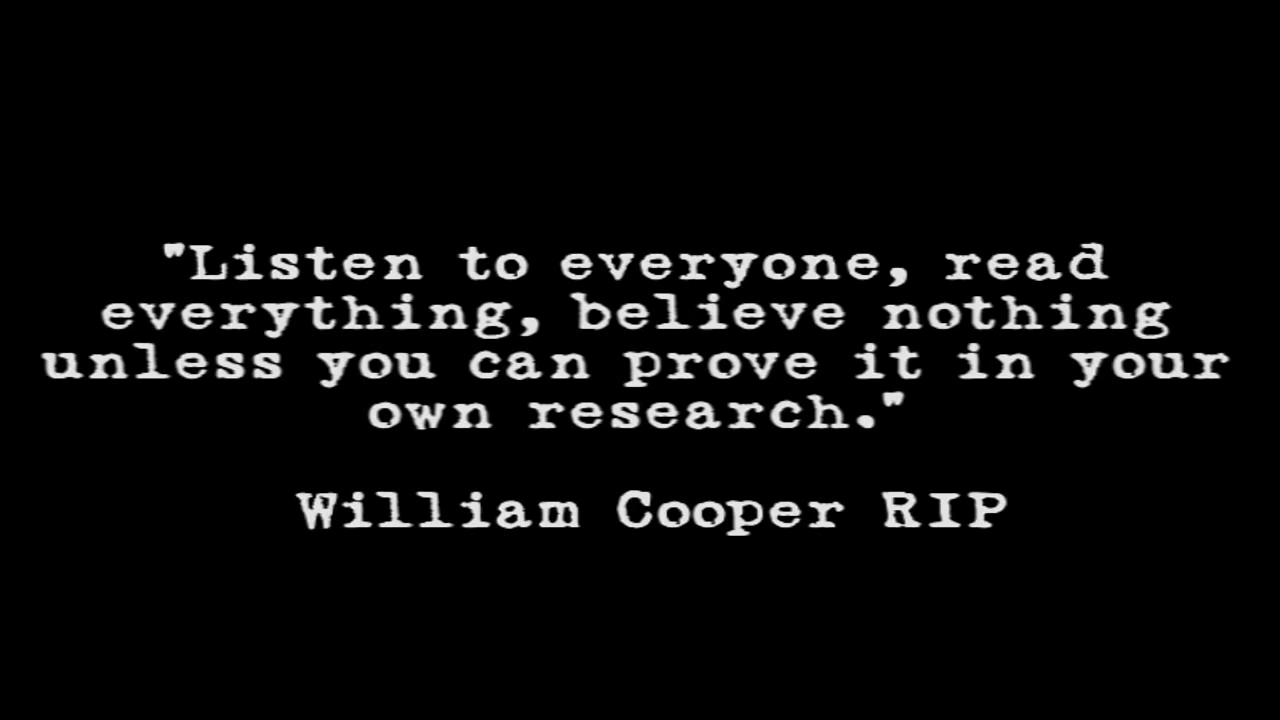 "Listen to everyone, read
everything, believe nothing
unless you can prove it in your
own research."
William Cooper RIP